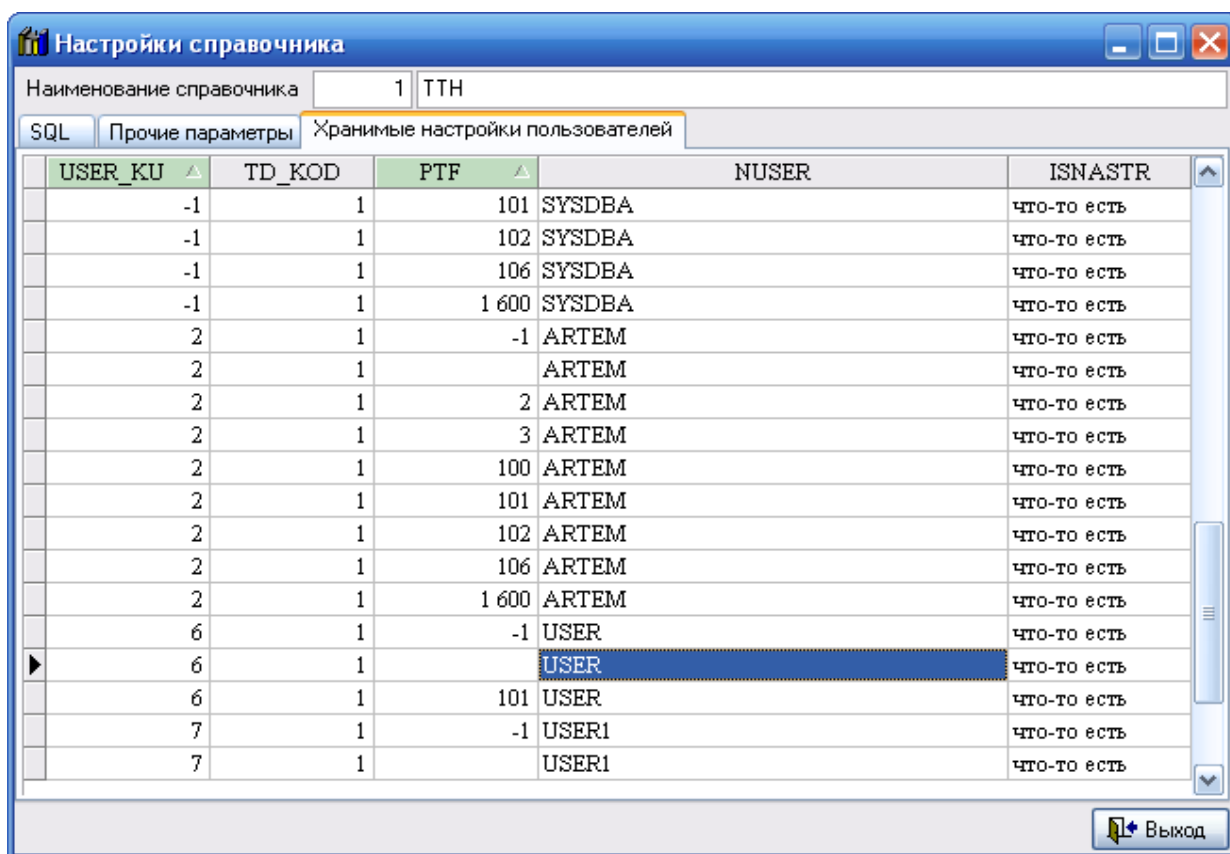 Настройки справочника
Наименование справочника 1 ТТН
SQL Прочие параметры Хранимые настройки пользователей
USER_KU TD_KOD PTF NUSER ISNASTR
-1 1 101 SYSDBA что-то есть
-1 1 102 SYSDBA что-то есть
-1 1 106 SYSDBA что-то есть
-1 1 1 600 SYSDBA что-то есть
2 1 -1 ARTEM что-то есть
2 1 ARTEM что-то есть
2 1 2 ARTEM что-то есть
2 1 3 ARTEM что-то есть
2 1 100 ARTEM что-то есть
2 1 101 ARTEM что-то есть
2 1 102 ARTEM что-то есть
2 1 106 ARTEM что-то есть
2 1 1 600 ARTEM что-то есть
6 1 -1 USER что-то есть
6 1 USER что-то есть
6 1 101 USER что-то есть
7 1 -1 USER1 что-то есть
7 1 USER1 что-то есть
Выход